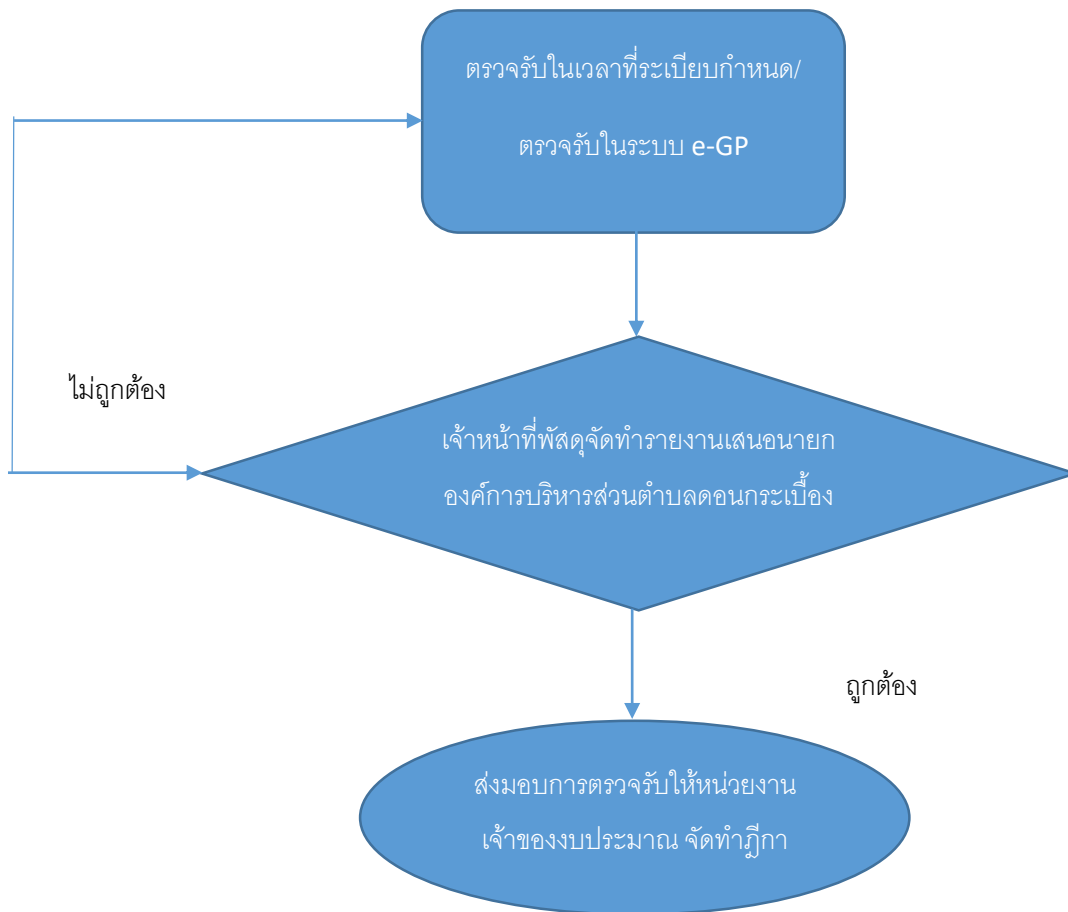 ตรวจรับในเวลาที่ระเบียบกำหนด/
ตรวจรับในระบบ e-GP
ไม่ถูกต้อง
เจ้าหน้าที่พัสดุจัดทำรายงานเสนอนายก
องค์การบริหารส่วนตำบลดอนกระเบื้อง
ถูกต้อง
ส่งมอบการตรวจรับให้หน่วยงาน
เจ้าของงบประมาณ จัดทำฎีกา